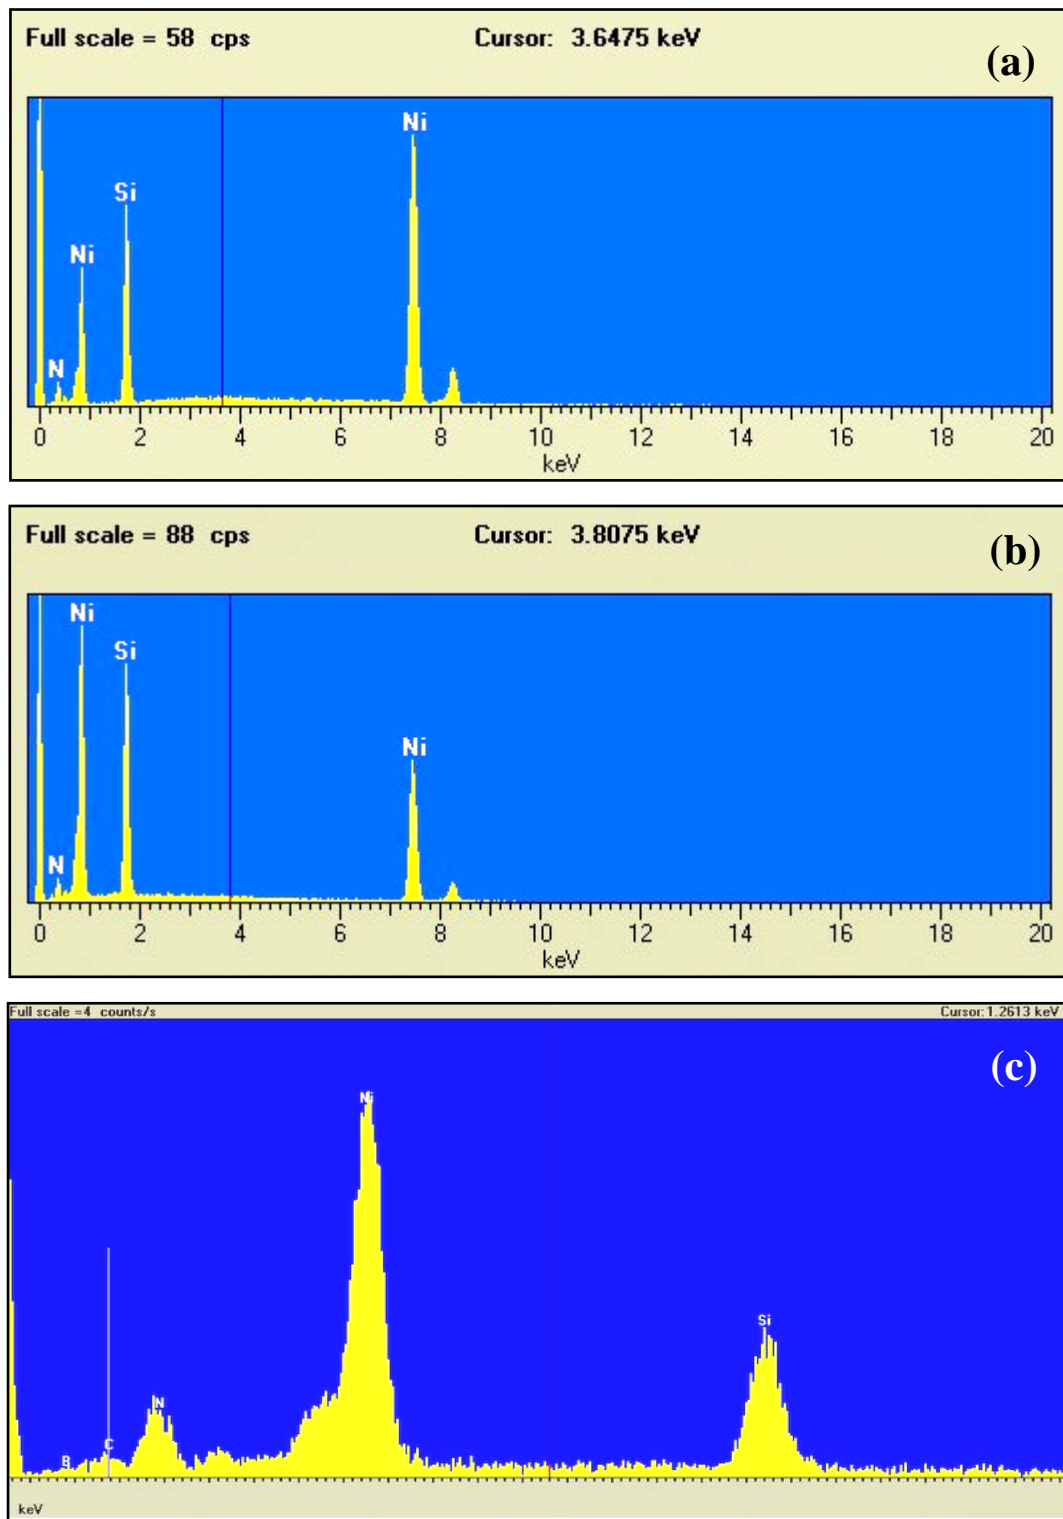 Full scale = 58 cps Cursor: 3.6475 keV (a)
Ni
Si
Ni
N
0 2 4 6 8 10 12 14 16 18 20
keV
Full scale = 88 cps Cursor: 3.8075 keV (b)
Ni
Si
Ni
N
0 2 4 6 8 10 12 14 16 18 20
keV
Full scale =4 counts/s Cursor:1.2613 keV
(c)
Ni
Si
N
C
B
keV